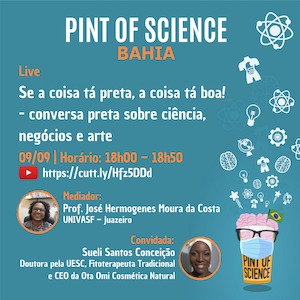 PINT OF SCIENCE
BAHIA
Live
Se a coisa tá preta, a coisa tá boa!
- conversa preta sobre ciência,
negócios e arte
09/09 | Horário: 18h00 – 18h50
https://cutt.ly/Hfz5DDd
Mediador:
Prof. José Hermogenes Moura da Costa
UNIVASF – Juazeiro
Convidada:
Sueli Santos Conceição
Doutora pela UESC, Fitoterapeuta Tradicional
e CEO da Ota Omi Cosmética Natural
PINT OF
SCIENCE